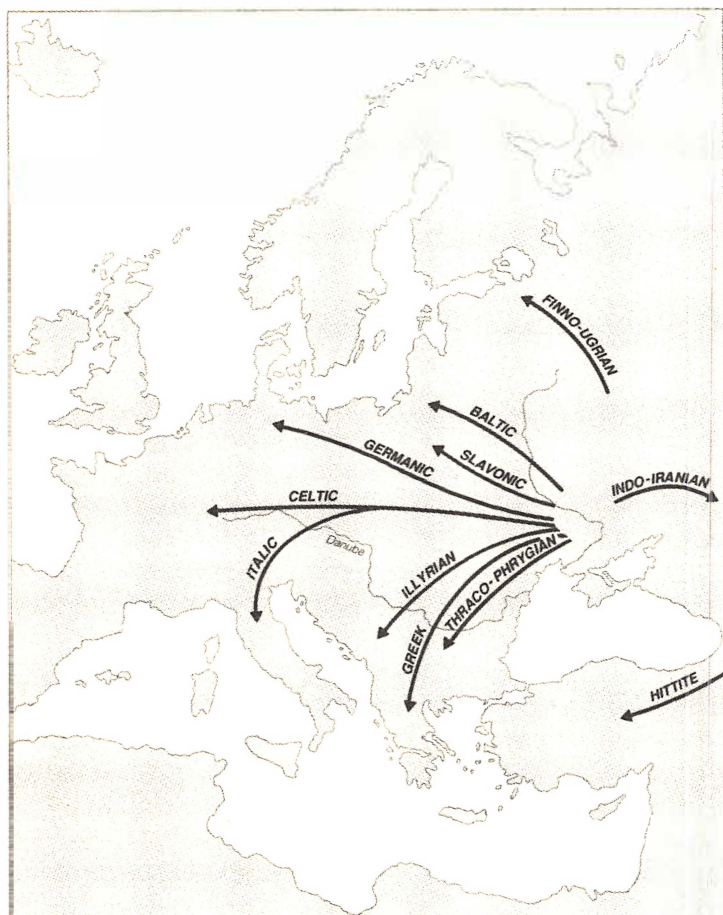 FINNO-UGRIAN
BALTIC
SLAVONIC
GERMANIC
INDO-IRANIAN
CELTIC
Danube
ITALIC
ILLYRIAN
THRACO-PHRYGIAN
GREEK
HITTITE